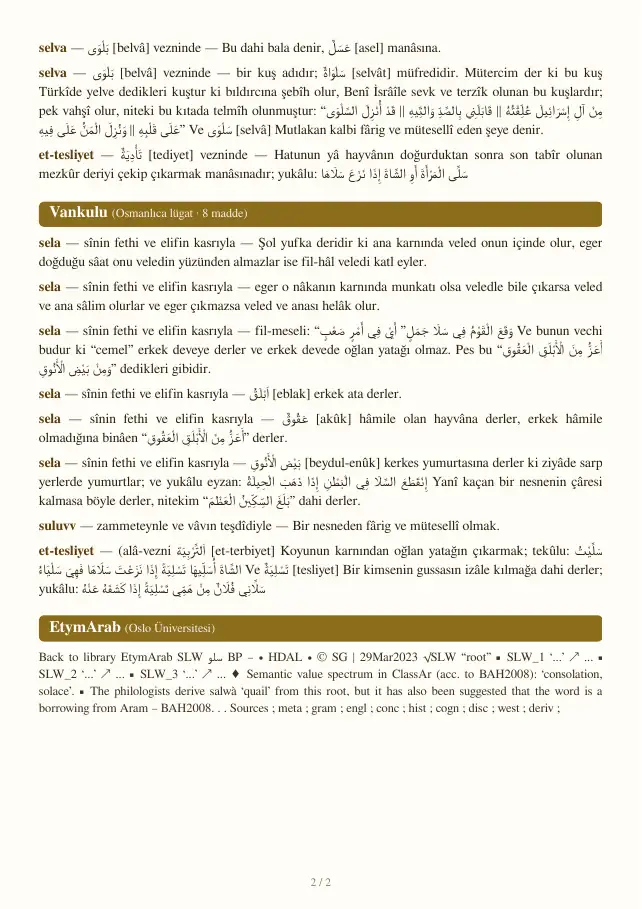 selva — بَلْوَى [belvâ] vezninde — Bu dahi bala denir, عَسَلٌ [asel] manâsına.
selva — بَلْوَى [belvâ] vezninde — bir kuş adıdır; سَلْوَاةٌ [selvât] müfredidir. Mütercim der ki bu kuş
Türkîde yelve dedikleri kuştur ki bıldırcına şebîh olur, Benî İsrâîle sevk ve terzîk olunan bu kuşlardır;
pek vahşî olur, niteki bu kıtada telmîh olunmuştur: “مِنْ آلِ إِسْرَائِيلَ عُلِّقْتُهُ || قَابَلَنِي بِالصَّدِّ وَالتِّيهِ || قَدْ أُنْزِلَ السَّلْوَى
عَلَى قَلْبِهِ || وَنُزِّلَ الْمَنُّ عَلَى فِيهِ” Ve سَلْوَى [selvâ] Mutlakan kalbi fârig ve mütesellî eden şeye denir.
et-tesliyet — تَأْدِيَةٌ [tediyet] vezninde — Hatunun yâ hayvânın doğurduktan sonra son tabîr olunan
mezkûr deriyi çekip çıkarmak manâsınadır; yukâlu: سَلَّى الْمَرْأَةَ أَوِ الشَّاةَ إِذَا نَزَعَ سَلَاهَا
Vankulu (Osmanlıca lügat · 8 madde)
sela — sînin fethi ve elifin kasrıyla — Şol yufka deridir ki ana karnında veled onun içinde olur, eger
doğduğu sâat onu veledin yüzünden almazlar ise fil-hâl veledi katl eyler.
sela — sînin fethi ve elifin kasrıyla — eger o nâkanın karnında munkatı olsa veledle bile çıkarsa veled
ve ana sâlim olurlar ve eger çıkmazsa veled ve anası helâk olur.
sela — sînin fethi ve elifin kasrıyla — fil-meseli: “وَقَعَ الْقَوْمُ فِي سَلَا جَمَلٍ” أَيْ فِي أَمْرٍ صَعْبٍ Ve bunun vechi
budur ki “cemel” erkek deveye derler ve erkek devede oğlan yatağı olmaz. Pes bu “أَعَزُّ مِنَ الْأَبْلَقِ الْعَقُوقِ
وَمِنْ بَيْضِ الْأَنُوقِ” dedikleri gibidir.
sela — sînin fethi ve elifin kasrıyla — أَبْلَقُ [eblak] erkek ata derler.
sela — sînin fethi ve elifin kasrıyla — عَقُوقٌ [akûk] hâmile olan hayvâna derler, erkek hâmile
olmadığına binâen “أَعَزُّ مِنَ الْأَبْلَقِ الْعَقُوقِ” derler.
sela — sînin fethi ve elifin kasrıyla — بَيْضُ الْأَنُوقِ [beydul-enûk] kerkes yumurtasına derler ki ziyâde sarp
yerlerde yumurtlar; ve yukâlu eyzan: إِنْقَطَعَ السَّلَا فِي الْبَطْنِ إِذَا ذَهَبَ الْحِيلَةُ Yanî kaçan bir nesnenin çâresi
kalmasa böyle derler, nitekim “بَلَغَ السِّكِّينُ الْعَظْمَ” dahi derler.
suluvv — zammeteynle ve vâvın teşdîdiyle — Bir nesneden fârig ve mütesellî olmak.
et-tesliyet — (alâ-vezni اَلتَّرْبِيَة [et-terbiyet] Koyunun karnından oğlan yatağın çıkarmak; tekûlu: سَلَّيْتُ
الشَّاةَ أُسَلِّيهَا تَسْلِيَةً إِذَا نَزَعْتَ سَلَاهَا فَهِيَ سَلْيَاءُ Ve تَسْلِيَةٌ [tesliyet] Bir kimsenin gussasın izâle kılmağa dahi derler;
yukâlu: سَلَّانِي فُلَانٌ مِنْ هَمِّي تَسْلِيَةً إِذَا كَشَفَهُ عَنْهُ
EtymArab (Oslo Üniversitesi)
Back to library EtymArab SLW سلو BP – • HDAL • © SG | 29Mar2023 √SLW “root” ▪ SLW_1 ‘...’ ↗ ... ▪
SLW_2 ‘...’ ↗ ... ▪ SLW_3 ‘...’ ↗ ... ♦ Semantic value spectrum in ClassAr (acc. to BAH2008): ‘consolation,
solace’. ▪ The philologists derive salwà ‘quail’ from this root, but it has also been suggested that the word is a
borrowing from Aram – BAH2008. . . Sources ; meta ; gram ; engl ; conc ; hist ; cogn ; disc ; west ; deriv ;
2 / 2